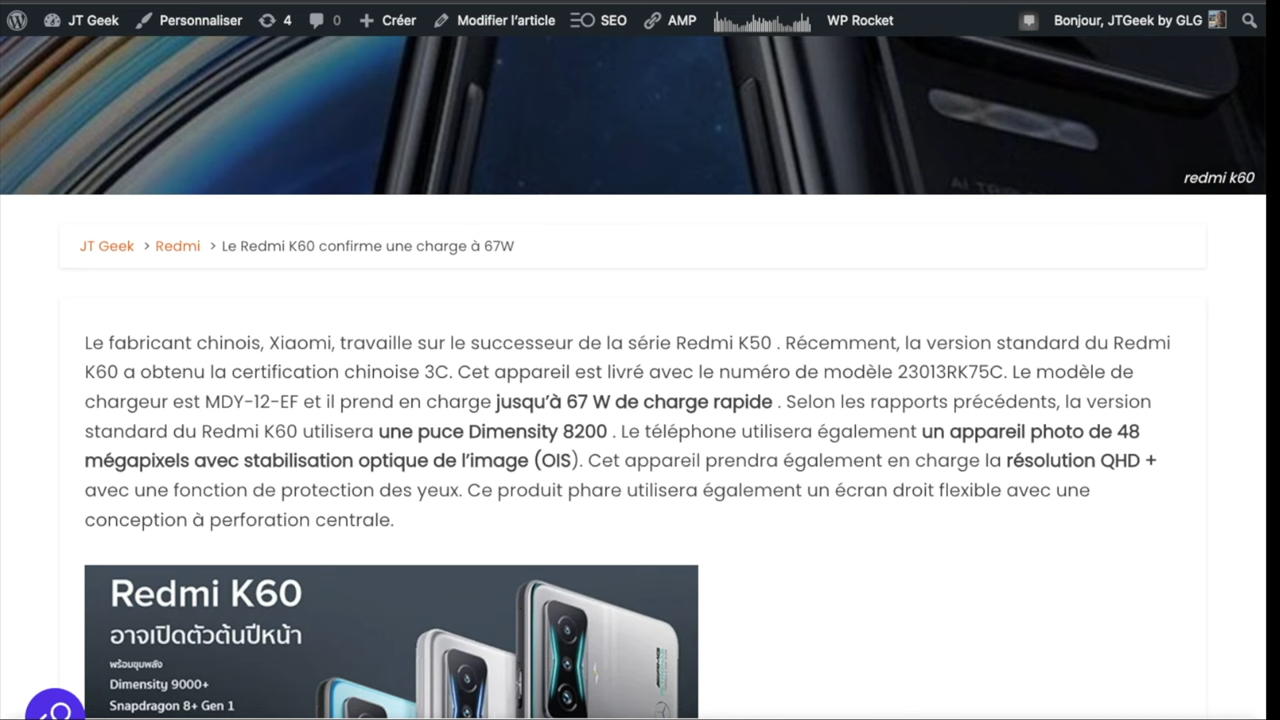 JT Geek Personnaliser 4 0 Créer Modifier l’article SEO AMP WP Rocket Bonjour, JTGeek by GLG
redmi k60
JT Geek > Redmi > Le Redmi K60 confirme une charge à 67W
Le fabricant chinois, Xiaomi, travaille sur le successeur de la série Redmi K50 . Récemment, la version standard du Redmi
K60 a obtenu la certification chinoise 3C. Cet appareil est livré avec le numéro de modèle 23013RK75C. Le modèle de
chargeur est MDY-12-EF et il prend en charge jusqu’à 67 W de charge rapide . Selon les rapports précédents, la version
standard du Redmi K60 utilisera une puce Dimensity 8200 . Le téléphone utilisera également un appareil photo de 48
mégapixels avec stabilisation optique de l’image (OIS). Cet appareil prendra également en charge la résolution QHD +
avec une fonction de protection des yeux. Ce produit phare utilisera également un écran droit flexible avec une
conception à perforation centrale.
Redmi K60
อาจเปิดตัวต้นปีหน้า
พร้อมขุมพลัง
Dimensity 9000+
Snapdragon 8+ Gen 1